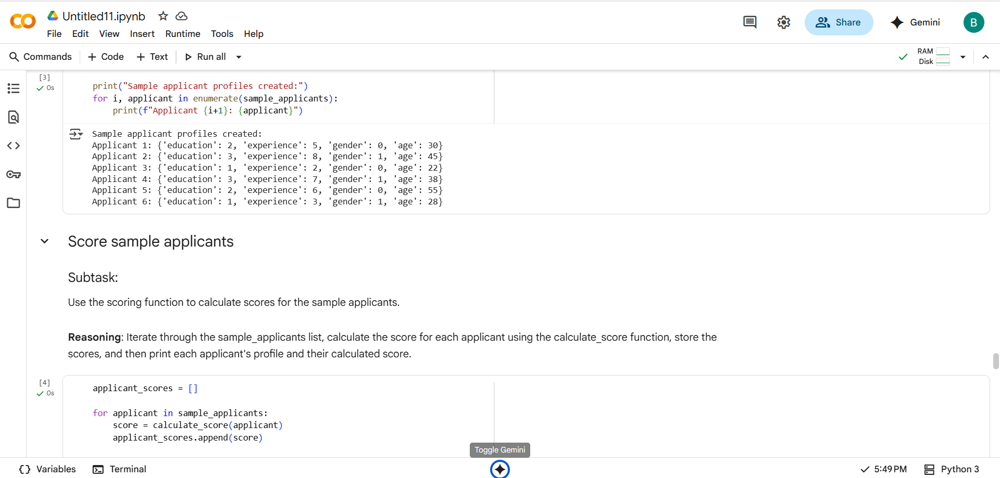 Untitled11.ipynb
File Edit View Insert Runtime Tools Help
Share
Gemini
B
Commands + Code + Text Run all
RAM
Disk
[3]
0s
print("Sample applicant profiles created:")
for i, applicant in enumerate(sample_applicants):
    print(f"Applicant {i+1}: {applicant}")
Sample applicant profiles created:
Applicant 1: {'education': 2, 'experience': 5, 'gender': 0, 'age': 30}
Applicant 2: {'education': 3, 'experience': 8, 'gender': 1, 'age': 45}
Applicant 3: {'education': 1, 'experience': 2, 'gender': 0, 'age': 22}
Applicant 4: {'education': 3, 'experience': 7, 'gender': 1, 'age': 38}
Applicant 5: {'education': 2, 'experience': 6, 'gender': 0, 'age': 55}
Applicant 6: {'education': 1, 'experience': 3, 'gender': 1, 'age': 28}
Score sample applicants
Subtask:
Use the scoring function to calculate scores for the sample applicants.
Reasoning: Iterate through the sample_applicants list, calculate the score for each applicant using the calculate_score function, store the
scores, and then print each applicant's profile and their calculated score.
[4]
0s
applicant_scores = []
for applicant in sample_applicants:
    score = calculate_score(applicant)
    applicant_scores.append(score)
Toggle Gemini
{} Variables Terminal
5:49 PM Python 3